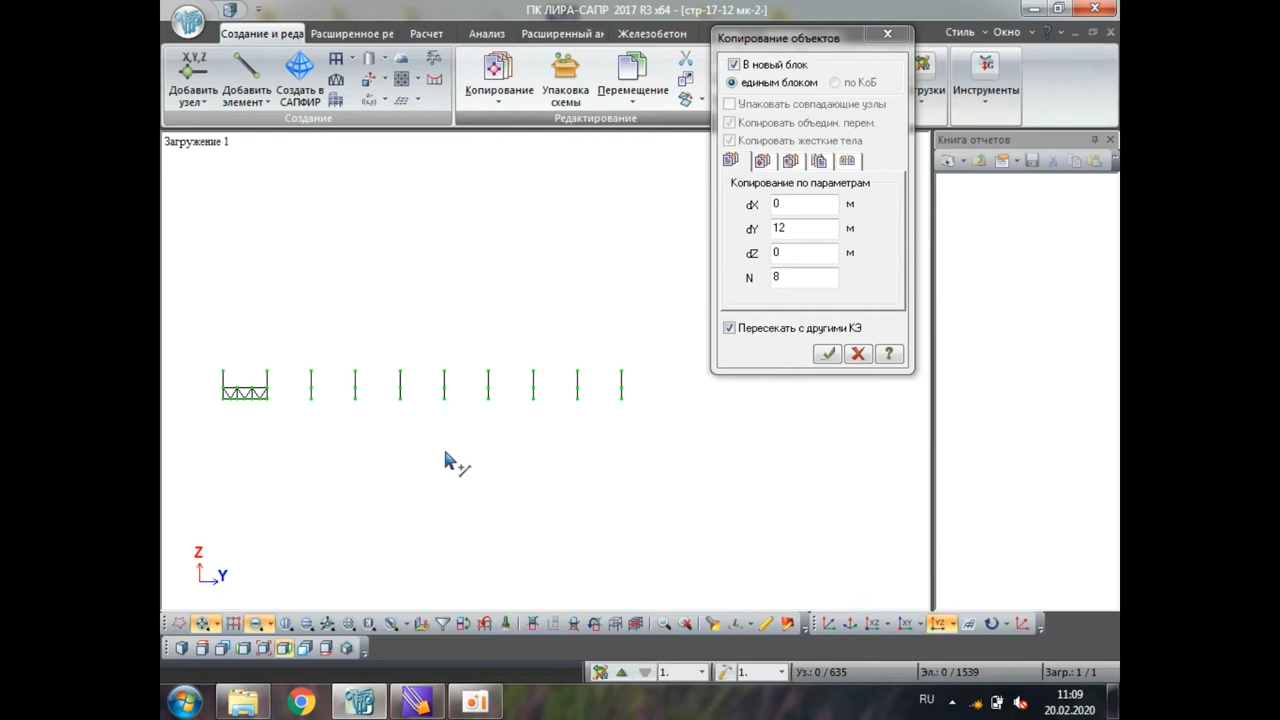 ПК ЛИРА-САПР 2017 R3 x64 - [стр-17-12 мк-2-]
Создание и реда
Расширенное ре
Расчет
Анализ
Расширенный ан
Железобетон
Стиль
Окно
X,Y,Z
Добавить узел
Добавить элемент
Создать в САПФИР
Копирование
Упаковка схемы
Перемещение
Инструменты
Создание
Редактирование
Копирование объектов
В новый блок
единым блоком
по КоБ
Упаковать совпадающие узлы
Копировать объедин. перем.
Копировать жесткие тела
Копирование по параметрам
dX 0 м
dY 12 м
dZ 0 м
N 8
Пересекать с другими КЭ
Загружение 1
Книга отчетов
Z
Y
1.
1.
Уз.: 0 / 635
Эл.: 0 / 1539
Загр.: 1 / 1
RU
11:09
20.02.2020